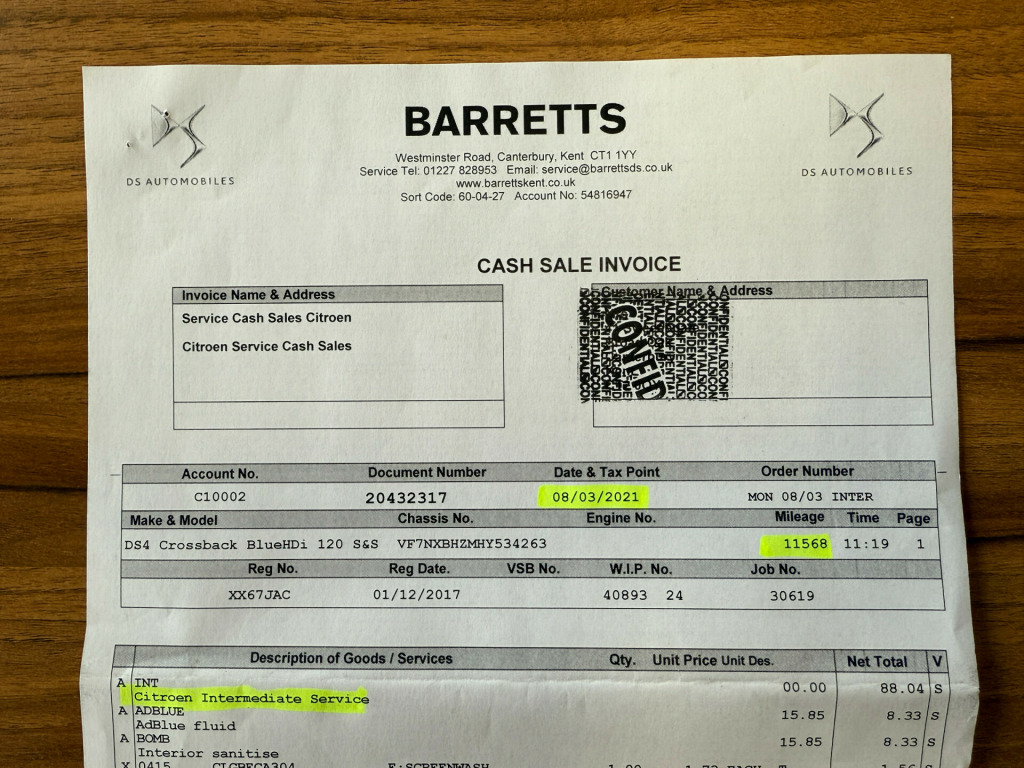 BARRETTS
DS AUTOMOBILES
DS AUTOMOBILES
Westminster Road, Canterbury, Kent CT1 1YY
Service Tel: 01227 828953 Email: service@barrettsds.co.uk
www.barrettskent.co.uk
Sort Code: 60-04-27 Account No: 54816947
CASH SALE INVOICE
Invoice Name & Address
Service Cash Sales Citroen
Citroen Service Cash Sales
Customer Name & Address
CONFID
Account No. Document Number Date & Tax Point Order Number
C10002 20432317 08/03/2021 MON 08/03 INTER
Make & Model Chassis No. Engine No. Mileage Time Page
DS4 Crossback BlueHDi 120 S&S VF7NXBHZMHY534263 11568 11:19 1
Reg No. Reg Date. VSB No. W.I.P. No. Job No.
XX67JAC 01/12/2017 40893 24 30619
Description of Goods / Services Qty. Unit Price Unit Des. Net Total V
A INT 00.00 88.04 S
Citroen Intermediate Service
A ADBLUE 15.85 8.33 S
AdBlue fluid
A BOMB 15.85 8.33 S
Interior sanitise
X 0415 E:SCREENWASH